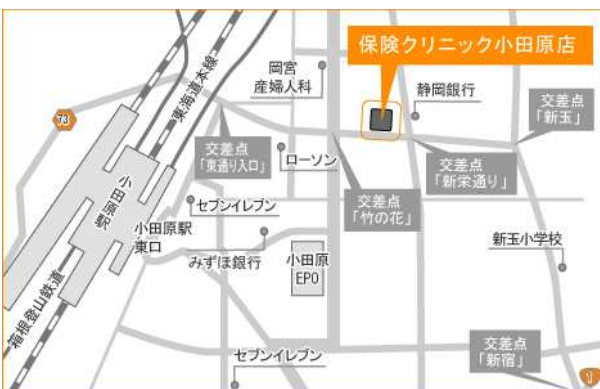 保険クリニック小田原店
岡宮
産婦人科
静岡銀行
交差点
「新玉」
73
東海道本線
交差点
「東通り入口」
ローソン
交差点
「竹の花」
交差点
「新栄通り」
小田原駅
セブンイレブン
小田原駅
東口
みずほ銀行
小田原
EPO
新玉小学校
箱根登山鉄道
セブンイレブン
交差点
「新宿」
1